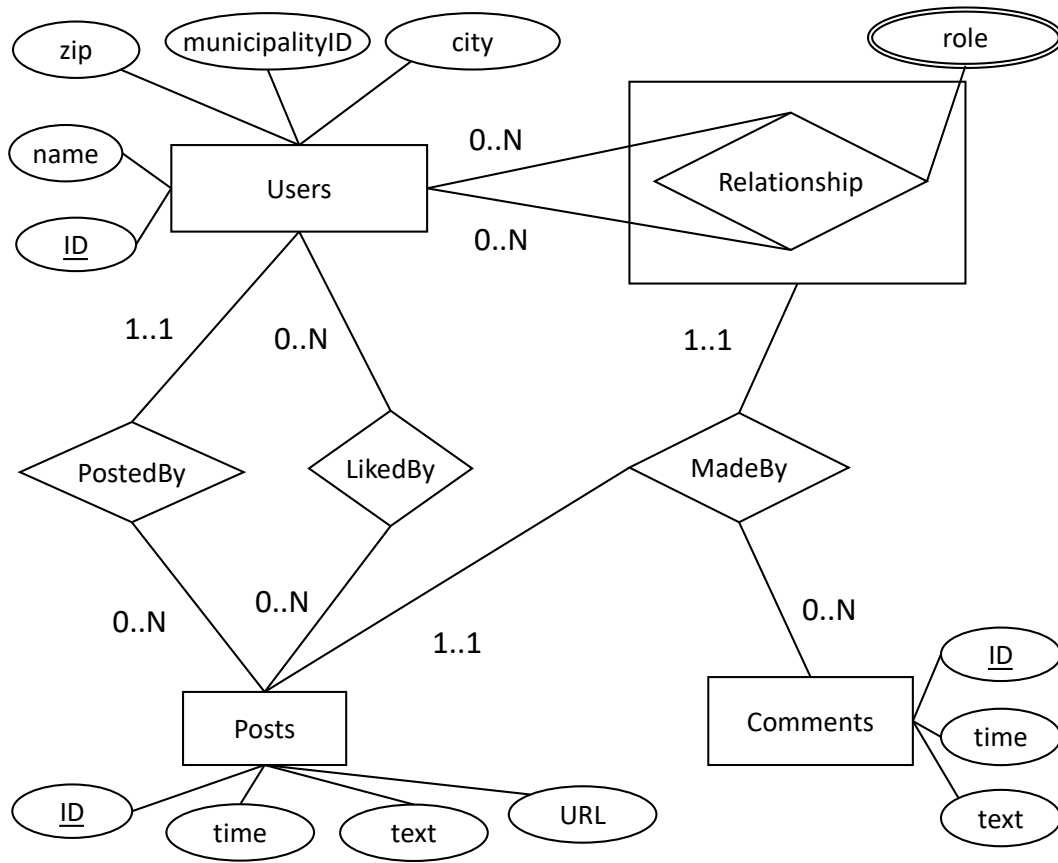 zip
municipalityID
city
role
name
Users
ID
0..N
0..N
Relationship
1..1
0..N
1..1
PostedBy
LikedBy
MadeBy
0..N
0..N
1..1
0..N
Posts
Comments
ID
time
text
ID
time
text
URL